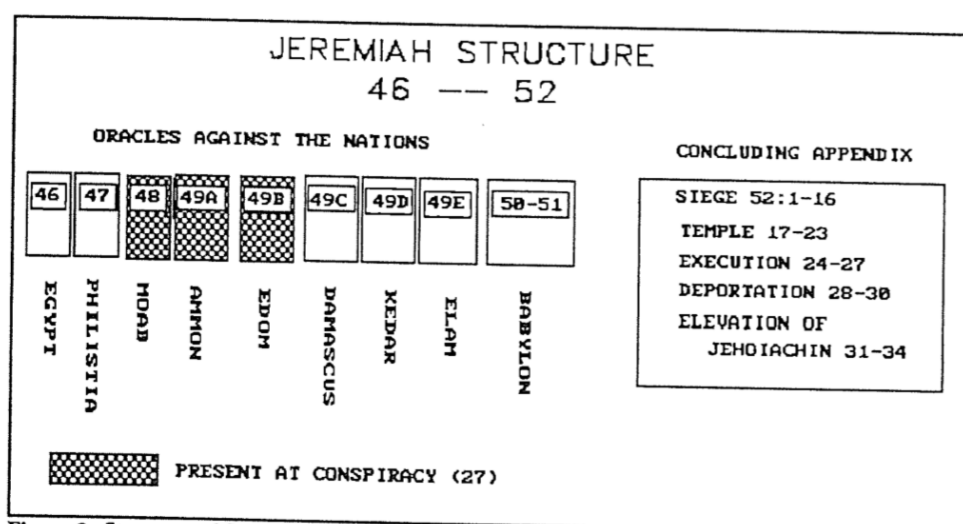 JEREMIAH STRUCTURE
46 -- 52
ORACLES AGAINST THE NATIONS
46 47 48 49A 49B 49C 49D 49E 50-51
EGYPT
PHILISTIA
MOAB
AMMON
EDOM
DAMASCUS
KEDAR
ELAM
BABYLON
PRESENT AT CONSPIRACY (27)
CONCLUDING APPENDIX
SIEGE 52:1-16
TEMPLE 17-23
EXECUTION 24-27
DEPORTATION 28-30
ELEVATION OF
JEHOIACHIN 31-34